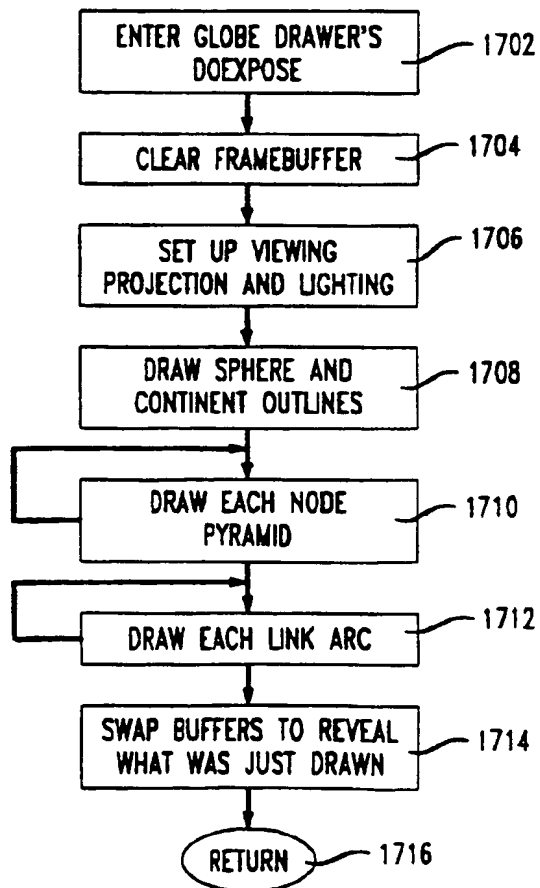 ENTER GLOBE DRAWER'S
DOEXPOSE
1702
CLEAR FRAMEBUFFER
1704
SET UP VIEWING
PROJECTION AND LIGHTING
1706
DRAW SPHERE AND
CONTINENT OUTLINES
1708
DRAW EACH NODE
PYRAMID
1710
DRAW EACH LINK ARC
1712
SWAP BUFFERS TO REVEAL
WHAT WAS JUST DRAWN
1714
RETURN
1716